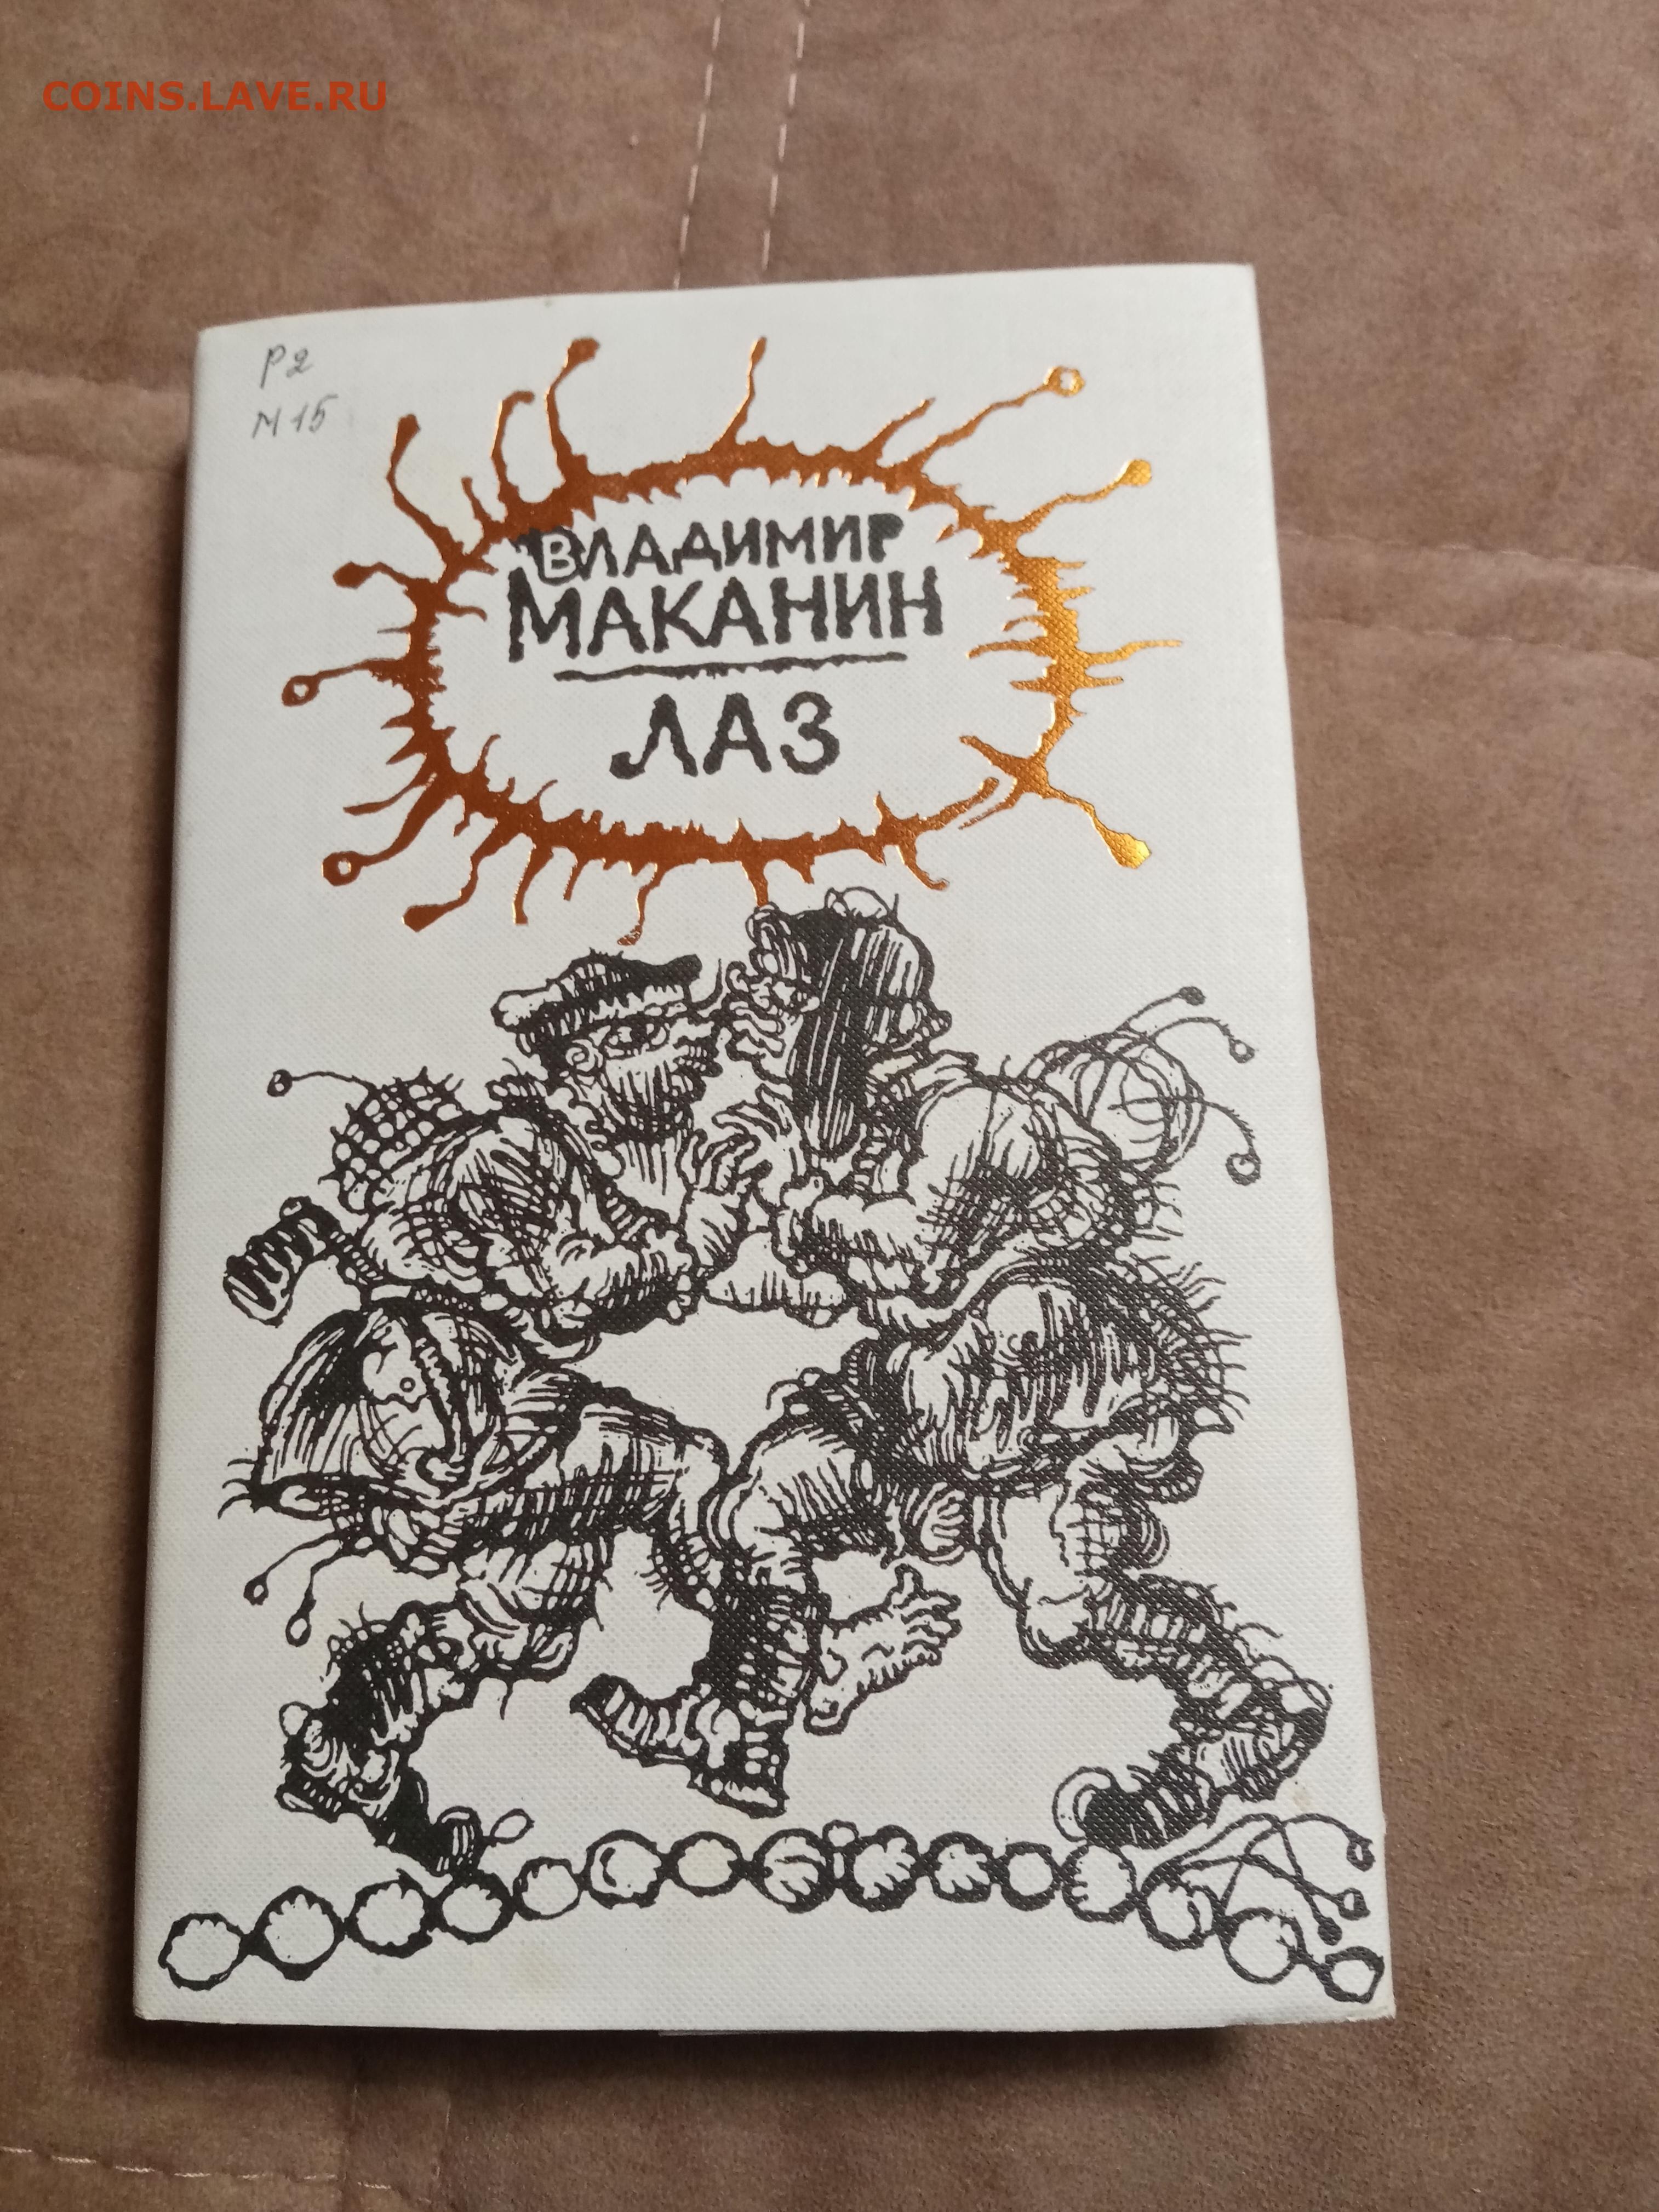 COINS.LAVE.RU
Р2
М15
ВЛАДИМИР
МАКАНИН
ЛАЗ